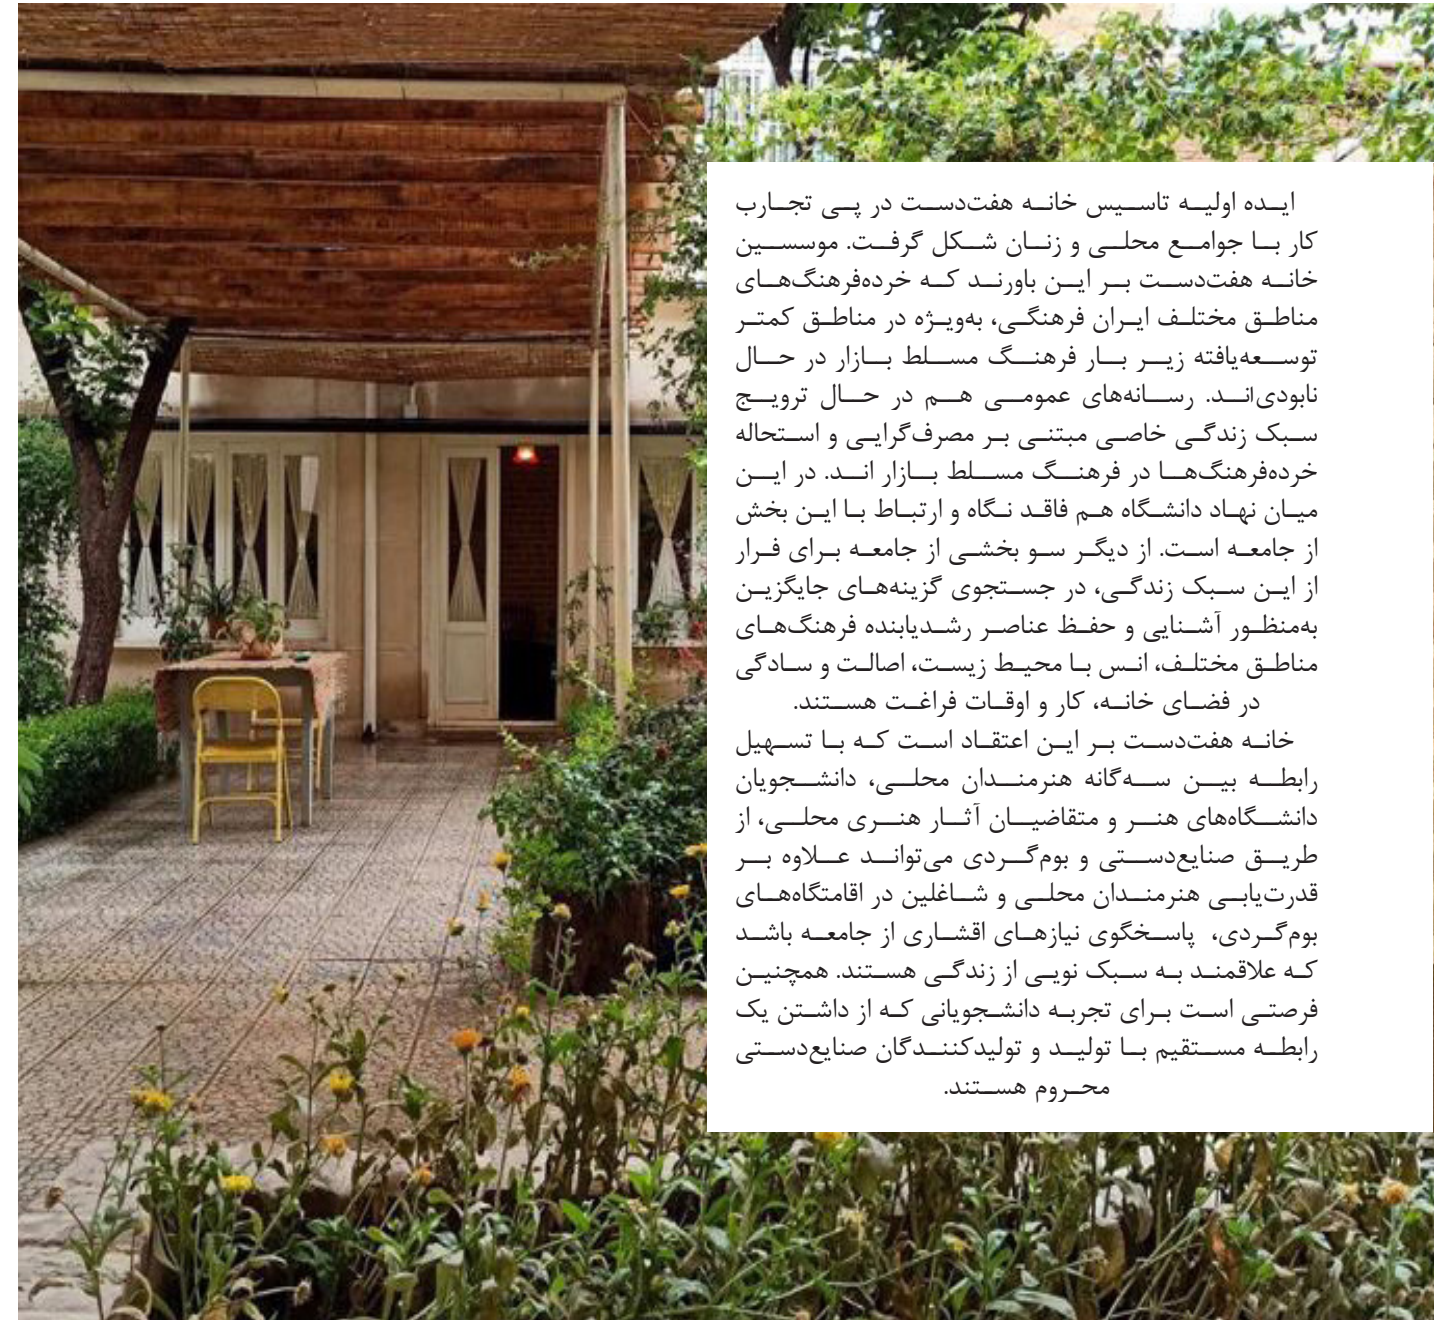 ایده اولیه تاسیس خانه هفت‌دست در پی تجارب
کار با جوامع محلی و زنان شکل گرفت. موسسین
خانه هفت‌دست بر این باورند که خرده‌فرهنگ‌های
مناطق مختلف ایران فرهنگی، به‌ویژه در مناطق کمتر
توسعه‌یافته زیر بار فرهنگ مسلط بازار در حال
نابودی‌اند. رسانه‌های عمومی هم در حال ترویج
سبک زندگی خاصی مبتنی بر مصرف‌گرایی و استحاله
خرده‌فرهنگ‌ها در فرهنگ مسلط بازار اند. در این
میان نهاد دانشگاه هم فاقد نگاه و ارتباط با این بخش
از جامعه است. از دیگر سو بخشی از جامعه برای فرار
از این سبک زندگی، در جستجوی گزینه‌های جایگزین
به‌منظور آشنایی و حفظ عناصر رشدیابنده فرهنگ‌های
مناطق مختلف، انس با محیط زیست، اصالت و سادگی
در فضای خانه، کار و اوقات فراغت هستند.
خانه هفت‌دست بر این اعتقاد است که با تسهیل
رابطه بین سه‌گانه هنرمندان محلی، دانشجویان
دانشگاه‌های هنر و متقاضیان آثار هنری محلی، از
طریق صنایع‌دستی و بوم‌گردی می‌تواند علاوه بر
قدرت‌یابی هنرمندان محلی و شاغلین در اقامتگاه‌های
بوم‌گردی، پاسخگوی نیازهای اقشاری از جامعه باشد
که علاقمند به سبک نویی از زندگی هستند. همچنین
فرصتی است برای تجربه دانشجویانی که از داشتن یک
رابطه مستقیم با تولید و تولیدکنندگان صنایع‌دستی
محروم هستند.